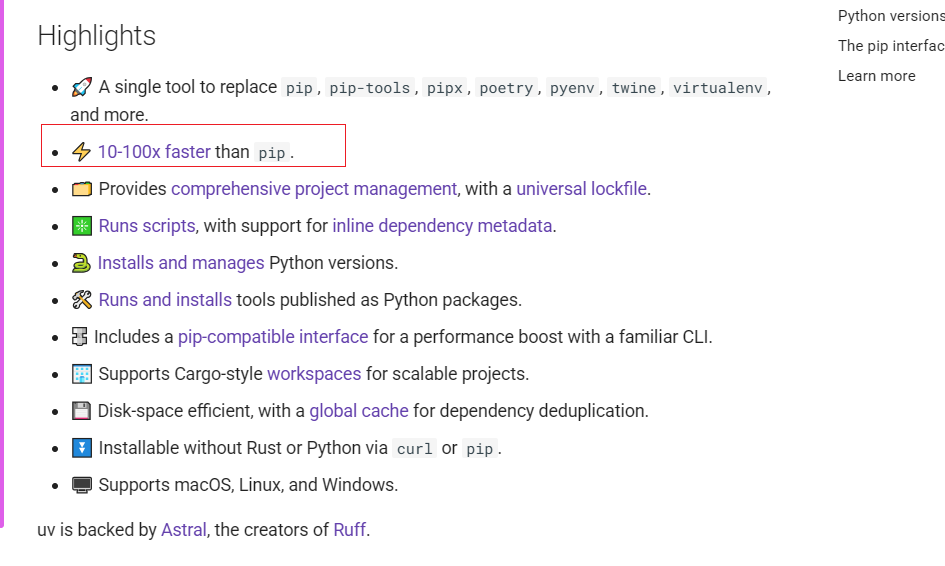 Highlights
🚀 A single tool to replace pip, pip-tools, pipx, poetry, pyenv, twine, virtualenv,
and more.
⚡ 10-100x faster than pip.
🗂️ Provides comprehensive project management, with a universal lockfile.
❇️ Runs scripts, with support for inline dependency metadata.
🐍 Installs and manages Python versions.
🛠️ Runs and installs tools published as Python packages.
🔩 Includes a pip-compatible interface for a performance boost with a familiar CLI.
🏢 Supports Cargo-style workspaces for scalable projects.
💾 Disk-space efficient, with a global cache for dependency deduplication.
⏬ Installable without Rust or Python via curl or pip.
🖥️ Supports macOS, Linux, and Windows.
uv is backed by Astral, the creators of Ruff.
Python versions
The pip interfac
Learn more